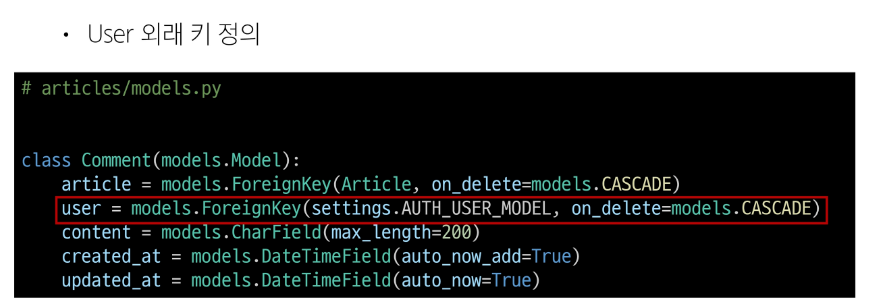 • User 외래 키 정의
# articles/models.py
class Comment(models.Model):
    article = models.ForeignKey(Article, on_delete=models.CASCADE)
    user = models.ForeignKey(settings.AUTH_USER_MODEL, on_delete=models.CASCADE)
    content = models.CharField(max_length=200)
    created_at = models.DateTimeField(auto_now_add=True)
    updated_at = models.DateTimeField(auto_now=True)